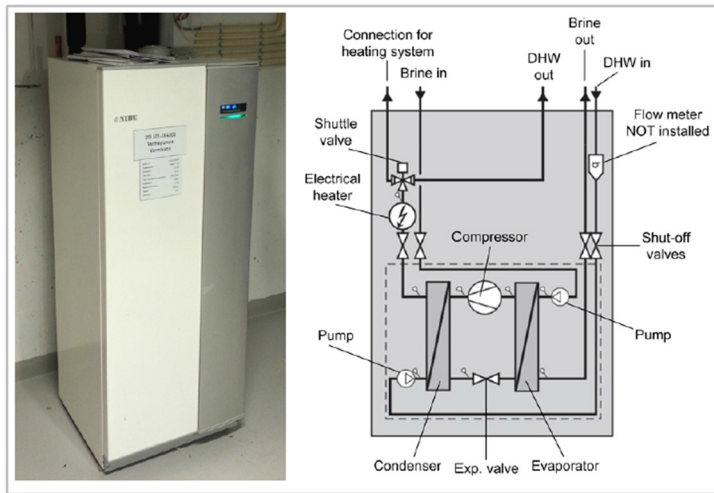 NIBE
Connection for
heating system
Brine in
DHW
out
Brine
out
DHW in
Shuttle
valve
Flow meter
NOT installed
q
Electrical
heater
Compressor
Shut-off
valves
Pump
Pump
Condenser
Exp. valve
Evaporator